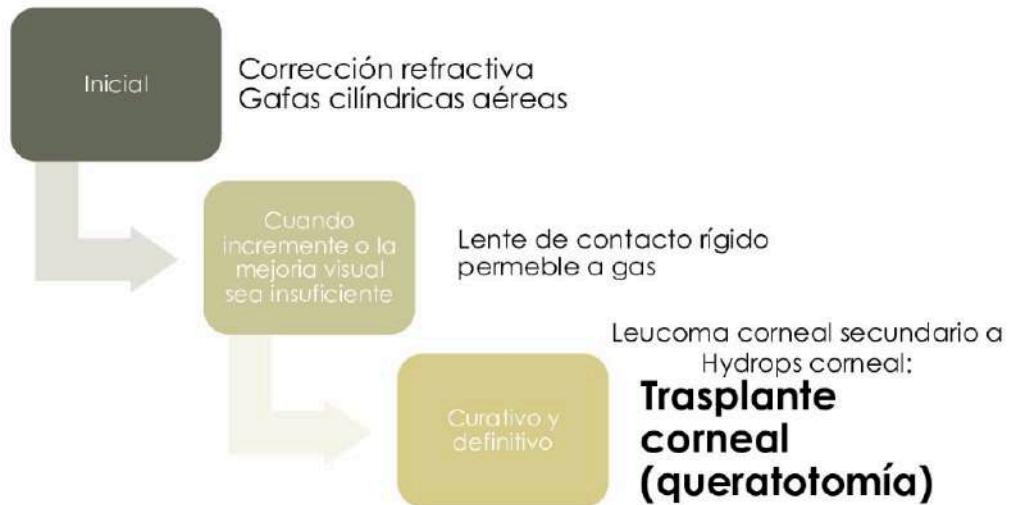 Inicial
Corrección refractiva
Gafas cilíndricas aéreas
Cuando
incremente o la
mejoria visual
sea insuficiente
Lente de contacto rígido
permeble a gas
Leucoma corneal secundario a
Hydrops corneal:
Trasplante
corneal
(queratotomía)
Curativo y
definitivo